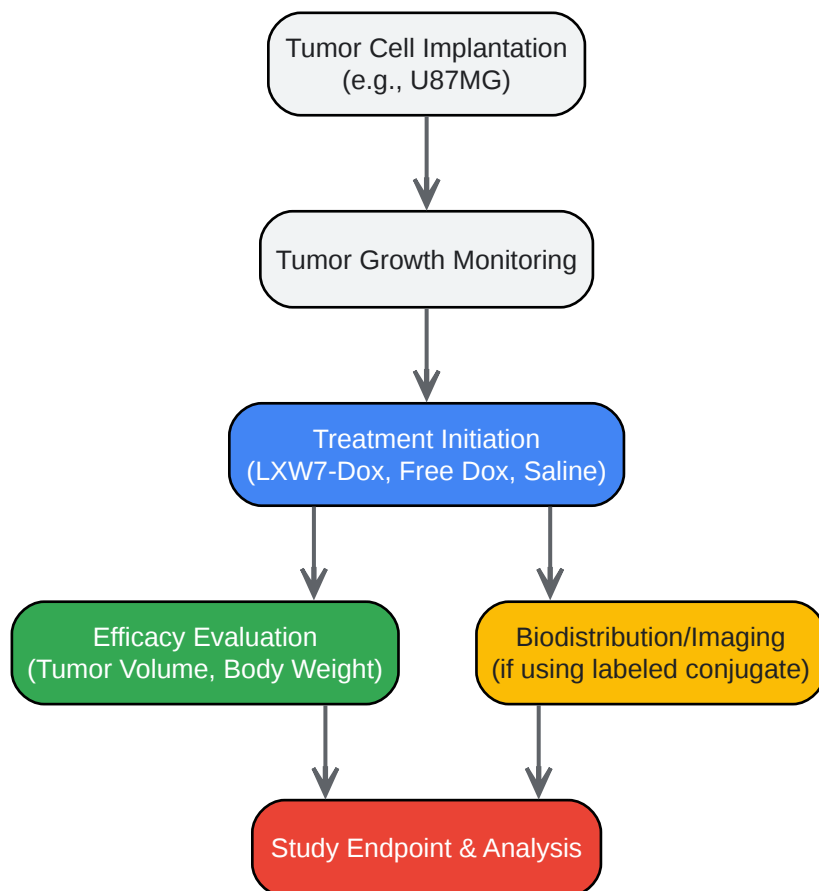 Tumor Cell Implantation
(e.g., U87MG)
Tumor Growth Monitoring
Treatment Initiation
(LXW7-Dox, Free Dox, Saline)
Efficacy Evaluation
(Tumor Volume, Body Weight)
Biodistribution/Imaging
(if using labeled conjugate)
Study Endpoint & Analysis